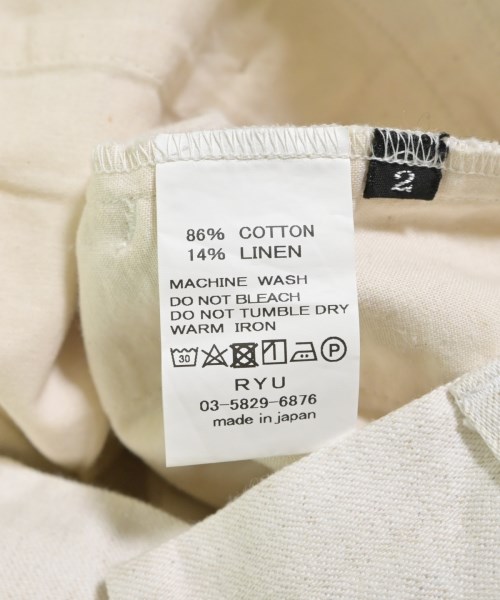 2
86% COTTON
14% LINEN
MACHINE WASH
DO NOT BLEACH
DO NOT TUMBLE DRY
WARM IRON
30 P
RYU
03-5829-6876
made in japan